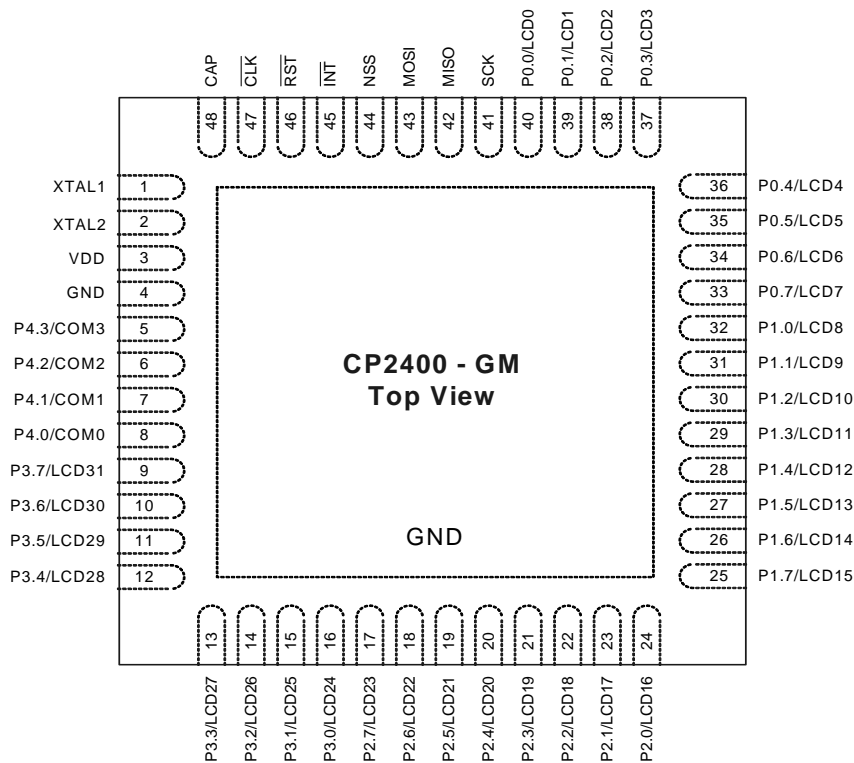 CAP
CLK
RST
INT
NSS
MOSI
MISO
SCK
P0.0/LCD0
P0.1/LCD1
P0.2/LCD2
P0.3/LCD3
48
47
46
45
44
43
42
41
40
39
38
37
XTAL1 1
XTAL2 2
VDD 3
GND 4
P4.3/COM3 5
P4.2/COM2 6
P4.1/COM1 7
P4.0/COM0 8
P3.7/LCD31 9
P3.6/LCD30 10
P3.5/LCD29 11
P3.4/LCD28 12
CP2400 - GM
Top View
GND
36 P0.4/LCD4
35 P0.5/LCD5
34 P0.6/LCD6
33 P0.7/LCD7
32 P1.0/LCD8
31 P1.1/LCD9
30 P1.2/LCD10
29 P1.3/LCD11
28 P1.4/LCD12
27 P1.5/LCD13
26 P1.6/LCD14
25 P1.7/LCD15
13
14
15
16
17
18
19
20
21
22
23
24
P3.3/LCD27
P3.2/LCD26
P3.1/LCD25
P3.0/LCD24
P2.7/LCD23
P2.6/LCD22
P2.5/LCD21
P2.4/LCD20
P2.3/LCD19
P2.2/LCD18
P2.1/LCD17
P2.0/LCD16